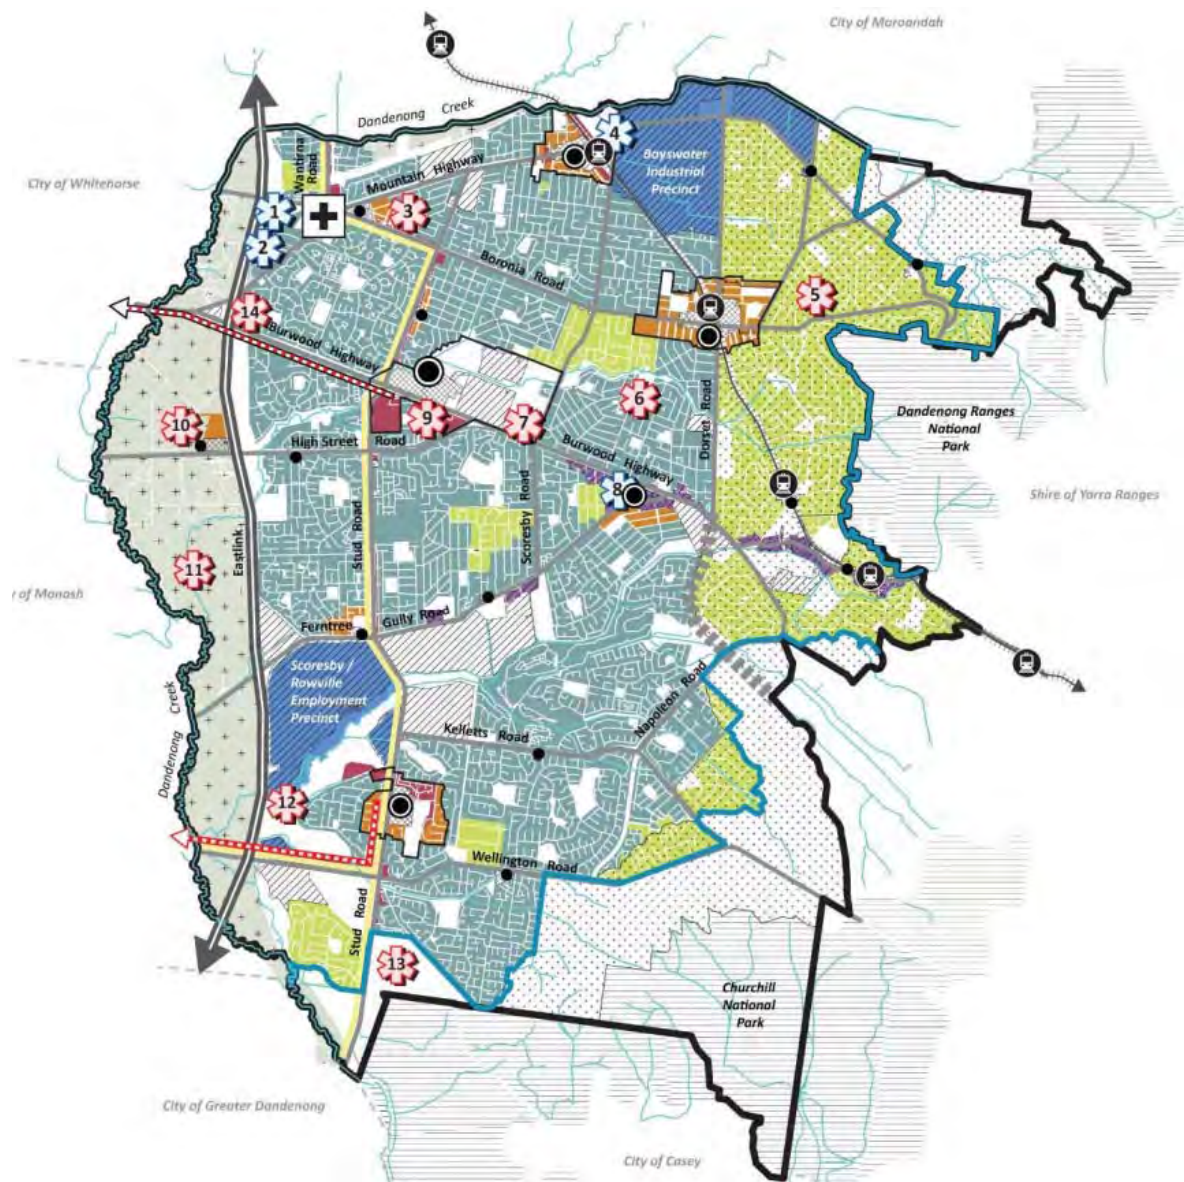 City of Maroondah
Dandenong Creek
City of Whitehorse
Wantirna
Road
Mountain Highway
4
Bayswater
Industrial
Precinct
1
2
3
Boronia Road
5
14
Burwood Highway
6
Dorset Road
Dandenong Ranges
National
Park
10
9
7
High Street Road
Burwood Highway
8
Shire of Yarra Ranges
Eastlink
Stud Road
Scoresby Road
11
y of Monash
Ferntree Gully Road
Scoresby /
Rowville
Employment
Precinct
Dandenong Creek
Napoleon Road
Kelletts Road
12
Wellington Road
Stud Road
13
Churchill
National
Park
City of Greater Dandenong
City of Casey